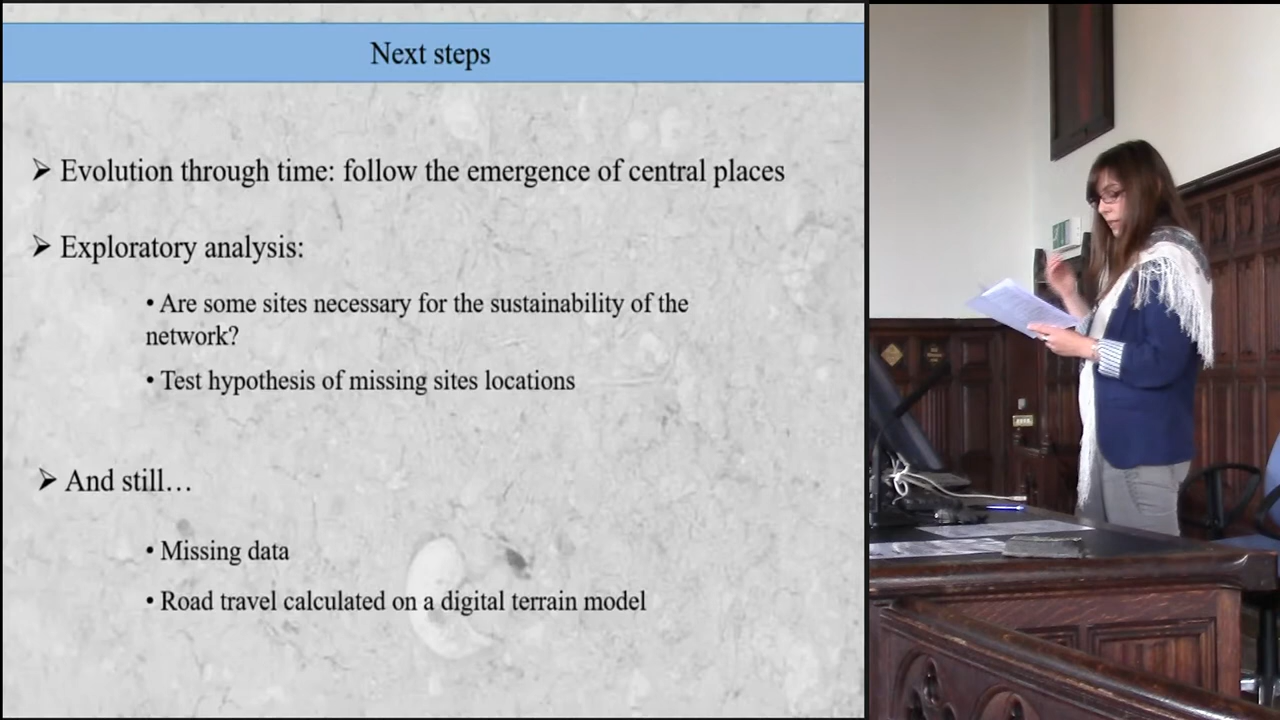 Next steps
➢ Evolution through time: follow the emergence of central places
➢ Exploratory analysis:
• Are some sites necessary for the sustainability of the
network?
• Test hypothesis of missing sites locations
➢ And still…
• Missing data
• Road travel calculated on a digital terrain model